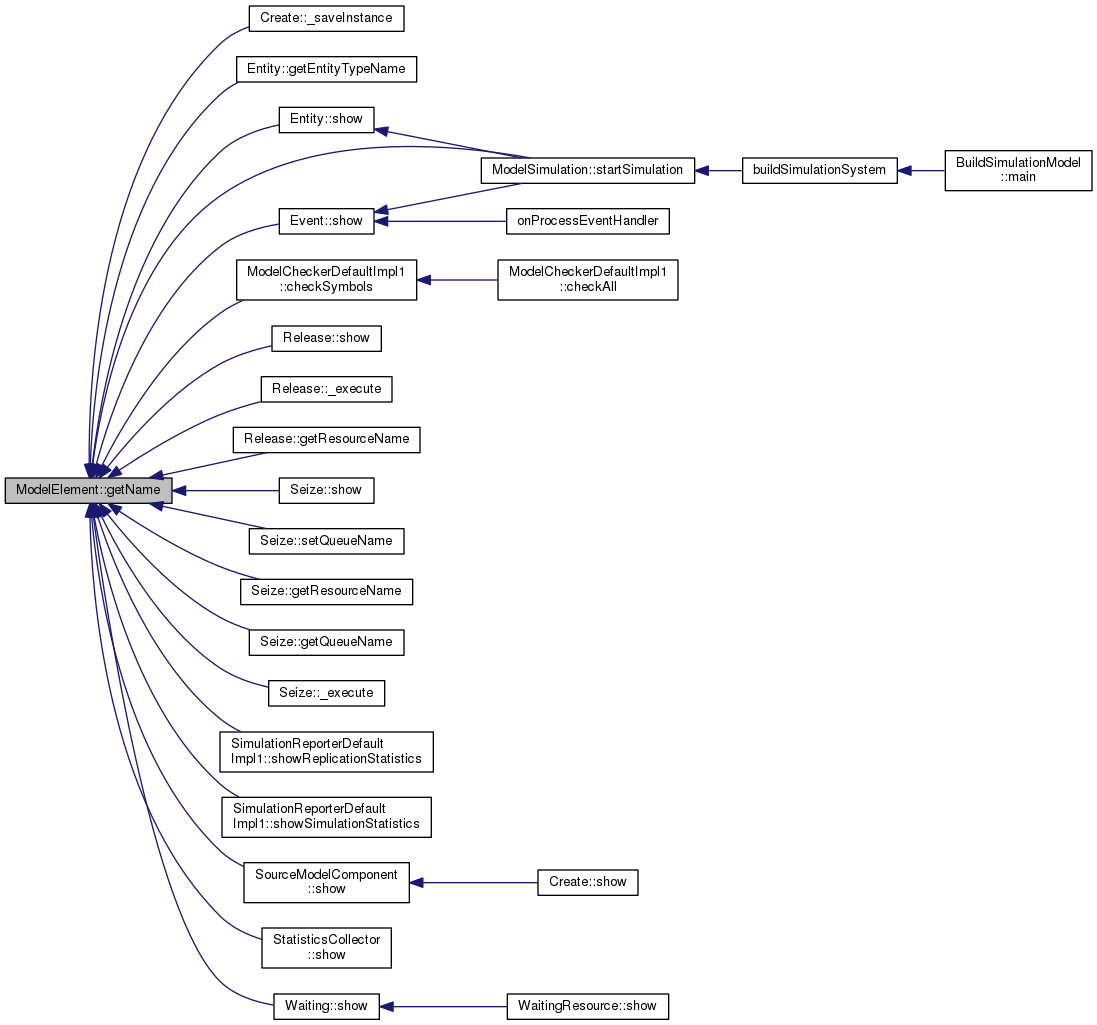 Create::_saveInstance
Entity::getEntityTypeName
Entity::show
ModelSimulation::startSimulation
buildSimulationSystem
BuildSimulationModel
::main
Event::show
onProcessEventHandler
ModelCheckerDefaultImpl1
::checkSymbols
ModelCheckerDefaultImpl1
::checkAll
Release::show
Release::_execute
Release::getResourceName
ModelElement::getName
Seize::show
Seize::setQueueName
Seize::getResourceName
Seize::getQueueName
Seize::_execute
SimulationReporterDefault
Impl1::showReplicationStatistics
SimulationReporterDefault
Impl1::showSimulationStatistics
SourceModelComponent
::show
Create::show
StatisticsCollector
::show
Waiting::show
WaitingResource::show